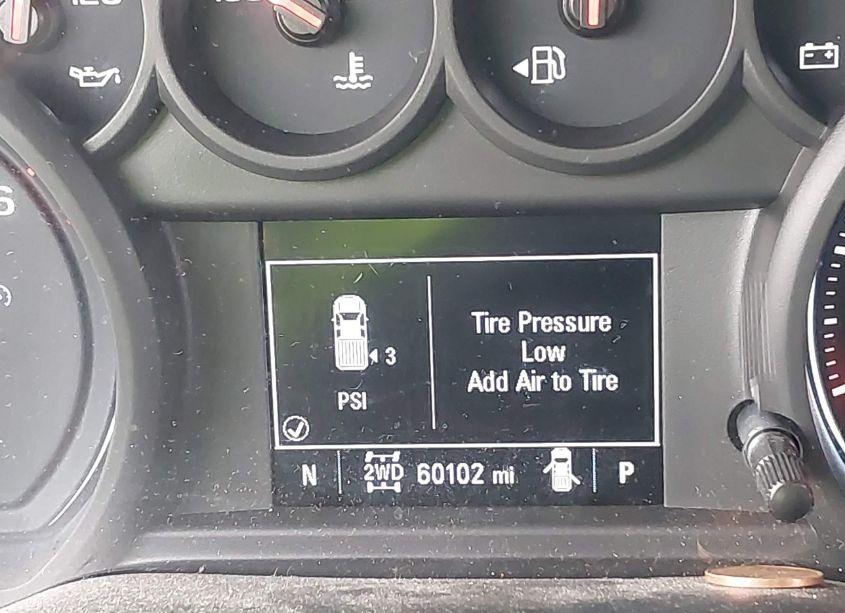 Tire Pressure
Low
Add Air to Tire
3
PSI
N
2WD
60102 mi
P